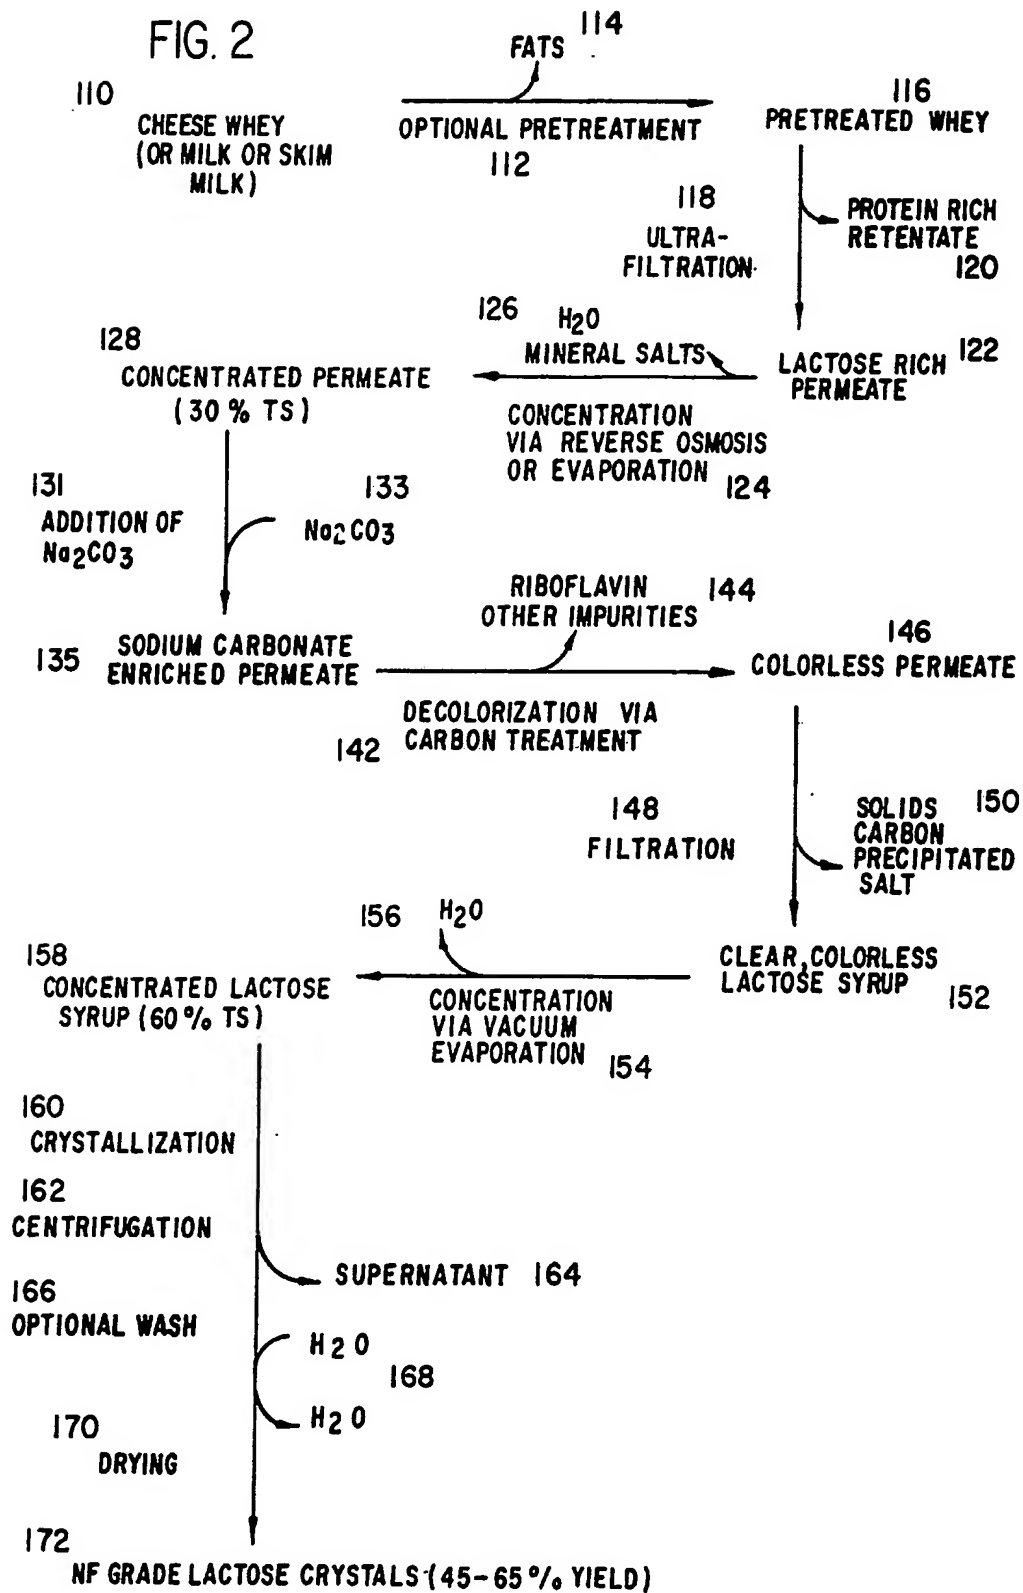 FIG. 2
114
FATS
110
CHEESE WHEY
(OR MILK OR SKIM
MILK)
OPTIONAL PRETREATMENT
112
116
PRETREATED WHEY
118
ULTRA-
FILTRATION
PROTEIN RICH
RETENTATE
120
122
LACTOSE RICH
PERMEATE
126
H2O
MINERAL SALTS
CONCENTRATION
VIA REVERSE OSMOSIS
OR EVAPORATION
124
128
CONCENTRATED PERMEATE
(30 % TS)
131
ADDITION OF
Na2CO3
133
Na2CO3
135
SODIUM CARBONATE
ENRICHED PERMEATE
RIBOFLAVIN
OTHER IMPURITIES
144
DECOLORIZATION VIA
CARBON TREATMENT
142
146
COLORLESS PERMEATE
148
FILTRATION
SOLIDS
CARBON
PRECIPITATED
SALT
150
CLEAR, COLORLESS
LACTOSE SYRUP
152
156
H2O
CONCENTRATION
VIA VACUUM
EVAPORATION
154
158
CONCENTRATED LACTOSE
SYRUP (60 % TS)
160
CRYSTALLIZATION
162
CENTRIFUGATION
SUPERNATANT 164
166
OPTIONAL WASH
H2O
168
H2O
170
DRYING
172
NF GRADE LACTOSE CRYSTALS (45-65% YIELD)